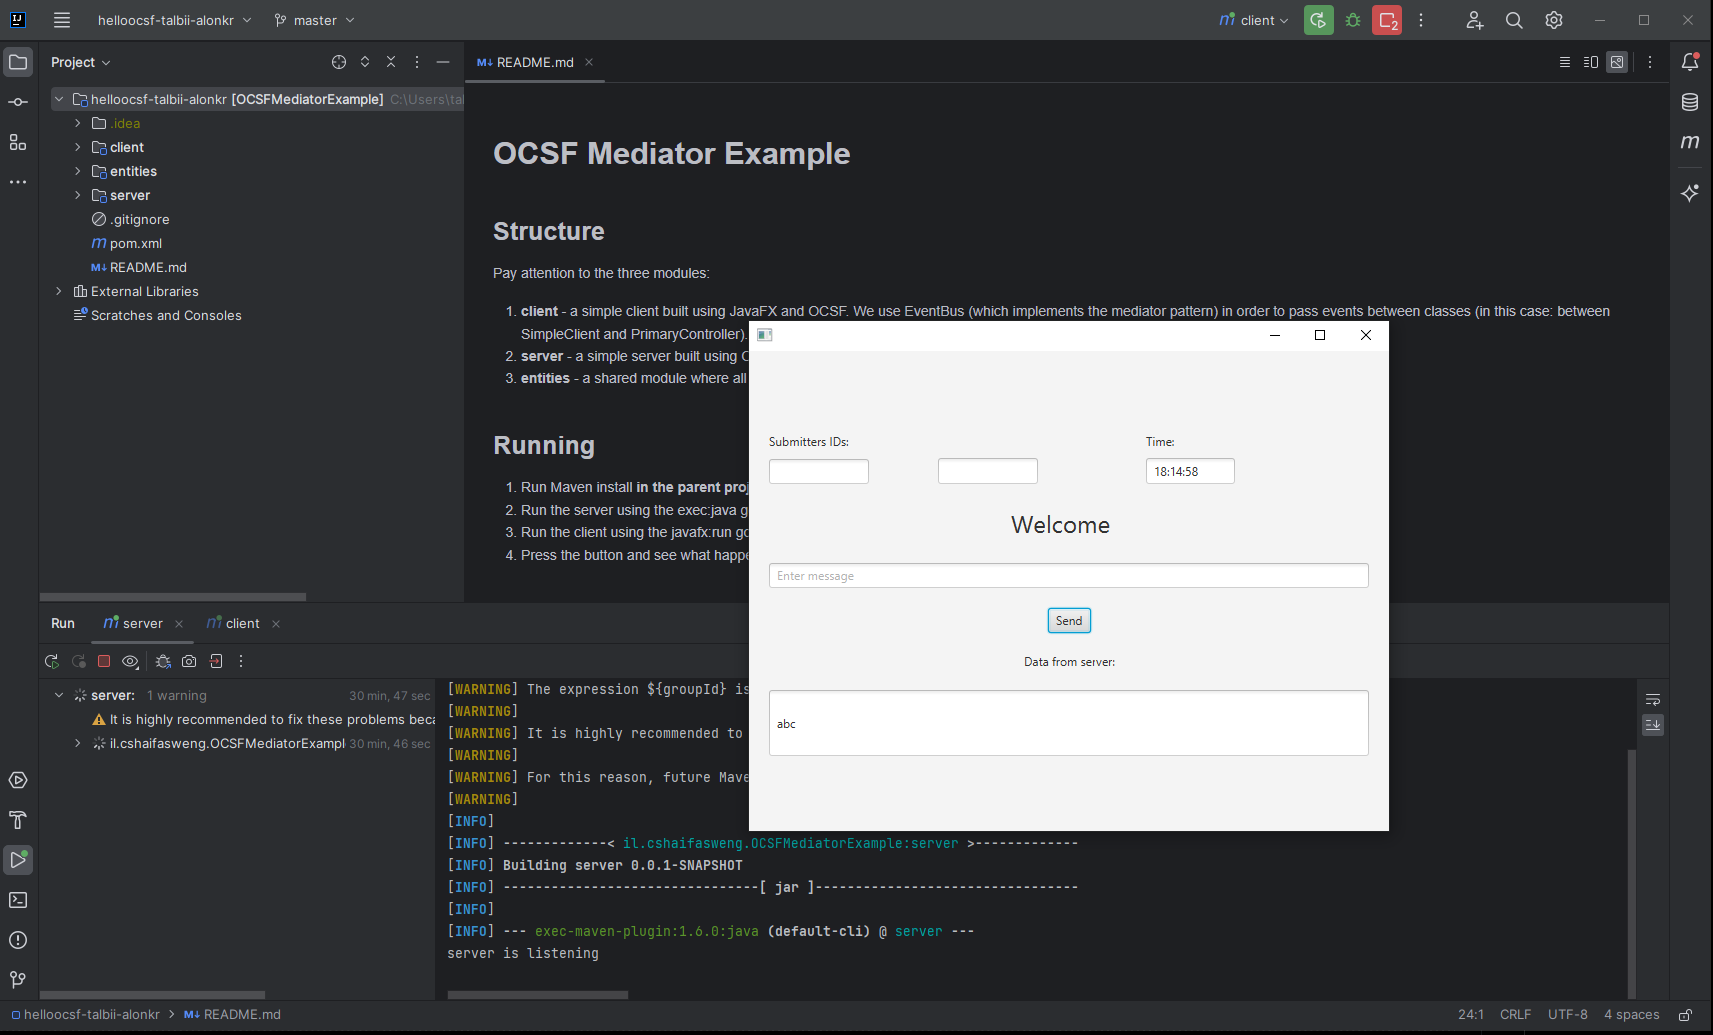 helloocsf-talbii-alonkr
master
client
2
Project
README.md
helloocsf-talbii-alonkr [OCSFMediatorExample] C:\Users\ta
.idea
client
entities
server
.gitignore
pom.xml
README.md
External Libraries
Scratches and Consoles
OCSF Mediator Example
Structure
Pay attention to the three modules:
1. client - a simple client built using JavaFX and OCSF. We use EventBus (which implements the mediator pattern) in order to pass events between classes (in this case: between
SimpleClient and PrimaryController).
2. server - a simple server built using
3. entities - a shared module where all
Running
1. Run Maven install in the parent
2. Run the server using the exec:java
3. Run the client using the javafx:run
4. Press the button and see what
Submitters IDs:
Time:
18:14:58
Welcome
Enter message
Send
Data from server:
abc
Run
server
client
server: 1 warning 30 min, 47 sec
It is highly recommended to fix these problems beca
il.cshaifasweng.OCSFMediatorExampl 30 min, 46 sec
[WARNING] The expression ${groupId} is
[WARNING]
[WARNING] It is highly recommended to
[WARNING]
[WARNING] For this reason, future
[WARNING]
[INFO]
[INFO] -------------< il.cshaifasweng.OCSFMediatorExample:server >-------------
[INFO] Building server 0.0.1-SNAPSHOT
[INFO] --------------------------------[ jar ]---------------------------------
[INFO]
[INFO] --- exec-maven-plugin:1.6.0:java (default-cli) @ server ---
server is listening
helloocsf-talbii-alonkr > README.md
24:1 CRLF UTF-8 4 spaces